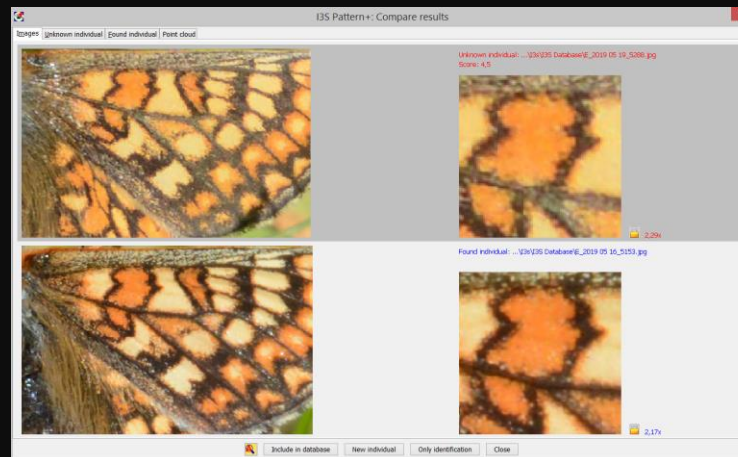 I3S Pattern+: Compare results
Images Unknown individual Found individual Point cloud
Unknown individual: ...\I3s\I3S Database\E_2019 05 19_5288.jpg
Score: 4,5
2,29x
Found individual: ...\I3s\I3S Database\E_2019 05 16_5153.jpg
2,17x
Include in database New individual Only identification Close